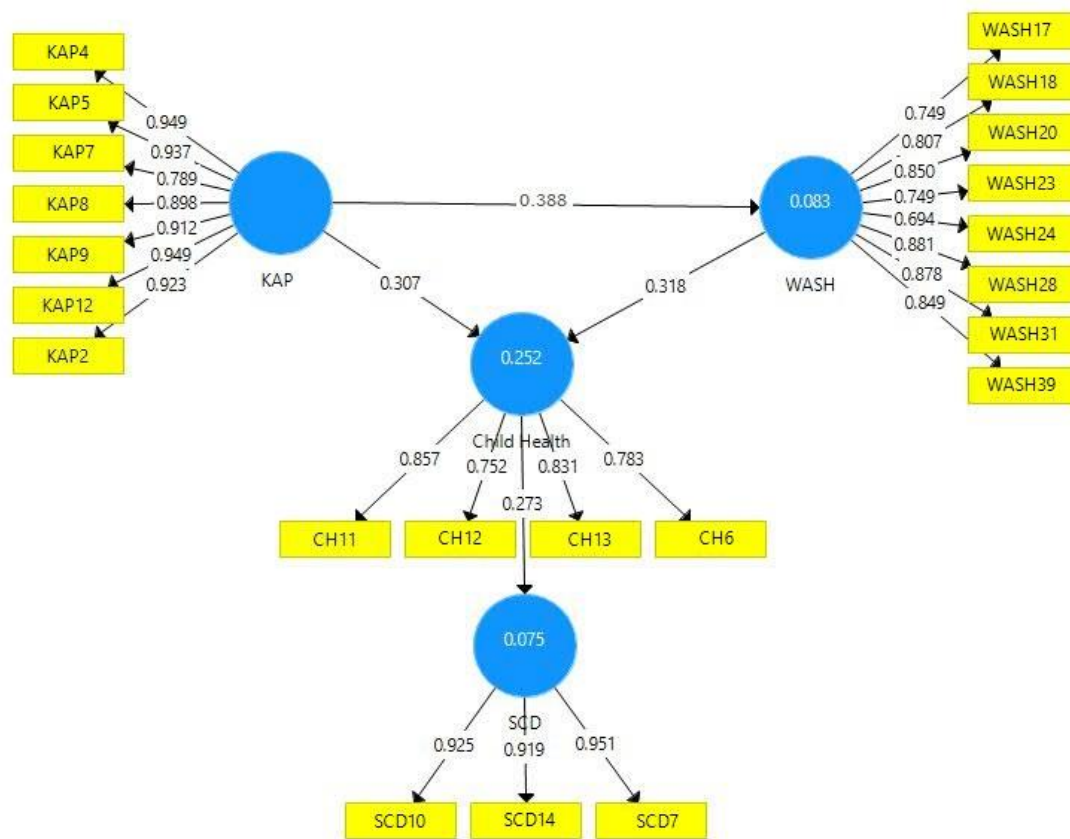 KAP4
KAP5
KAP7
KAP8
KAP9
KAP12
KAP2
0.949
0.937
0.789
0.898
0.912
0.949
0.923
KAP
0.388
0.307
0.318
0.083
WASH
0.749
0.807
0.850
0.749
0.694
0.881
0.878
0.849
WASH17
WASH18
WASH20
WASH23
WASH24
WASH28
WASH31
WASH39
0.252
Child Health
0.857
0.752
0.831
0.783
0.273
CH11
CH12
CH13
CH6
0.075
SCD
0.925
0.919
0.951
SCD10
SCD14
SCD7